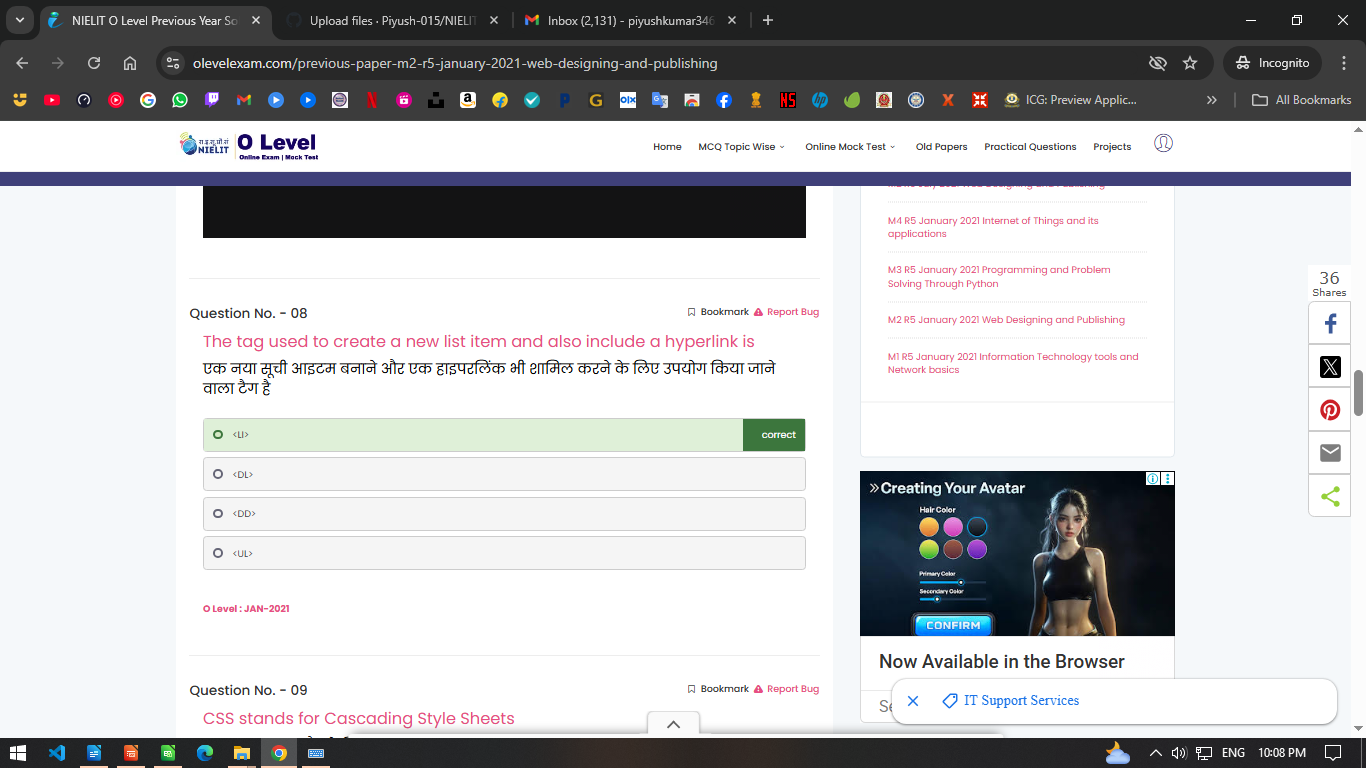 NIELIT O Level Previous Year So
Upload files · Piyush-015/NIELIT
Inbox (2,131) - piyushkumar346
olevelexam.com/previous-paper-m2-r5-january-2021-web-designing-and-publishing
Incognito
ICG: Preview Applic...
All Bookmarks
रा.इ.सू.प्रौ.सं
NIELIT
O Level
Online Exam | Mock Test
Home
MCQ Topic Wise
Online Mock Test
Old Papers
Practical Questions
Projects
M4 R5 January 2021 Internet of Things and its
applications
M3 R5 January 2021 Programming and Problem
Solving Through Python
M2 R5 January 2021 Web Designing and Publishing
M1 R5 January 2021 Information Technology tools and
Network basics
36
Shares
Question No. - 08
Bookmark
Report Bug
The tag used to create a new list item and also include a hyperlink is
एक नया सूची आइटम बनाने और एक हाइपरलिंक भी शामिल करने के लिए उपयोग किया जाने
वाला टैग है
<LI>
correct
<DL>
<DD>
<UL>
O Level : JAN-2021
Creating Your Avatar
Hair Color
Primary Color
Secondary Color
CONFIRM
Now Available in the Browser
IT Support Services
Question No. - 09
Bookmark
Report Bug
CSS stands for Cascading Style Sheets
ENG
10:08 PM